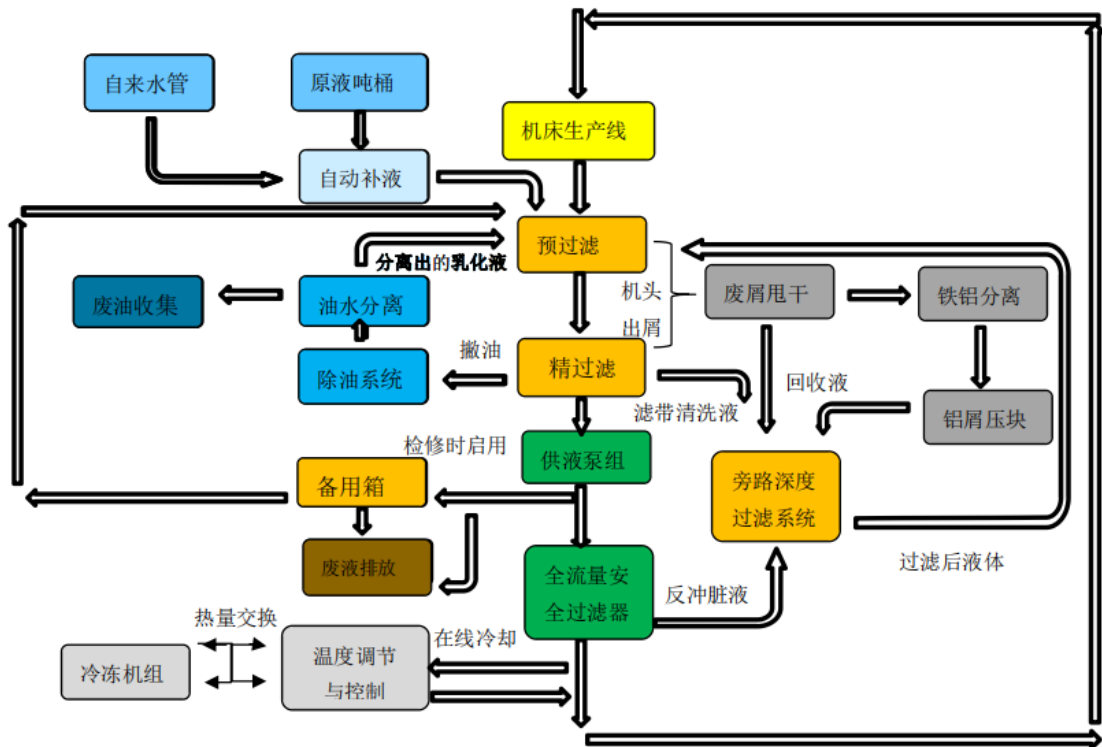 自来水管
原液吨桶
机床生产线
自动补液
预过滤
分离出的乳化液
机头
出屑
废屑甩干
铁铝分离
废油收集
油水分离
撇油
精过滤
除油系统
回收液
滤带清洗液
铝屑压块
检修时启用
供液泵组
备用箱
旁路深度
过滤系统
废液排放
全流量安
全过滤器
反冲脏液
过滤后液体
热量交换
在线冷却
冷冻机组
温度调节
与控制